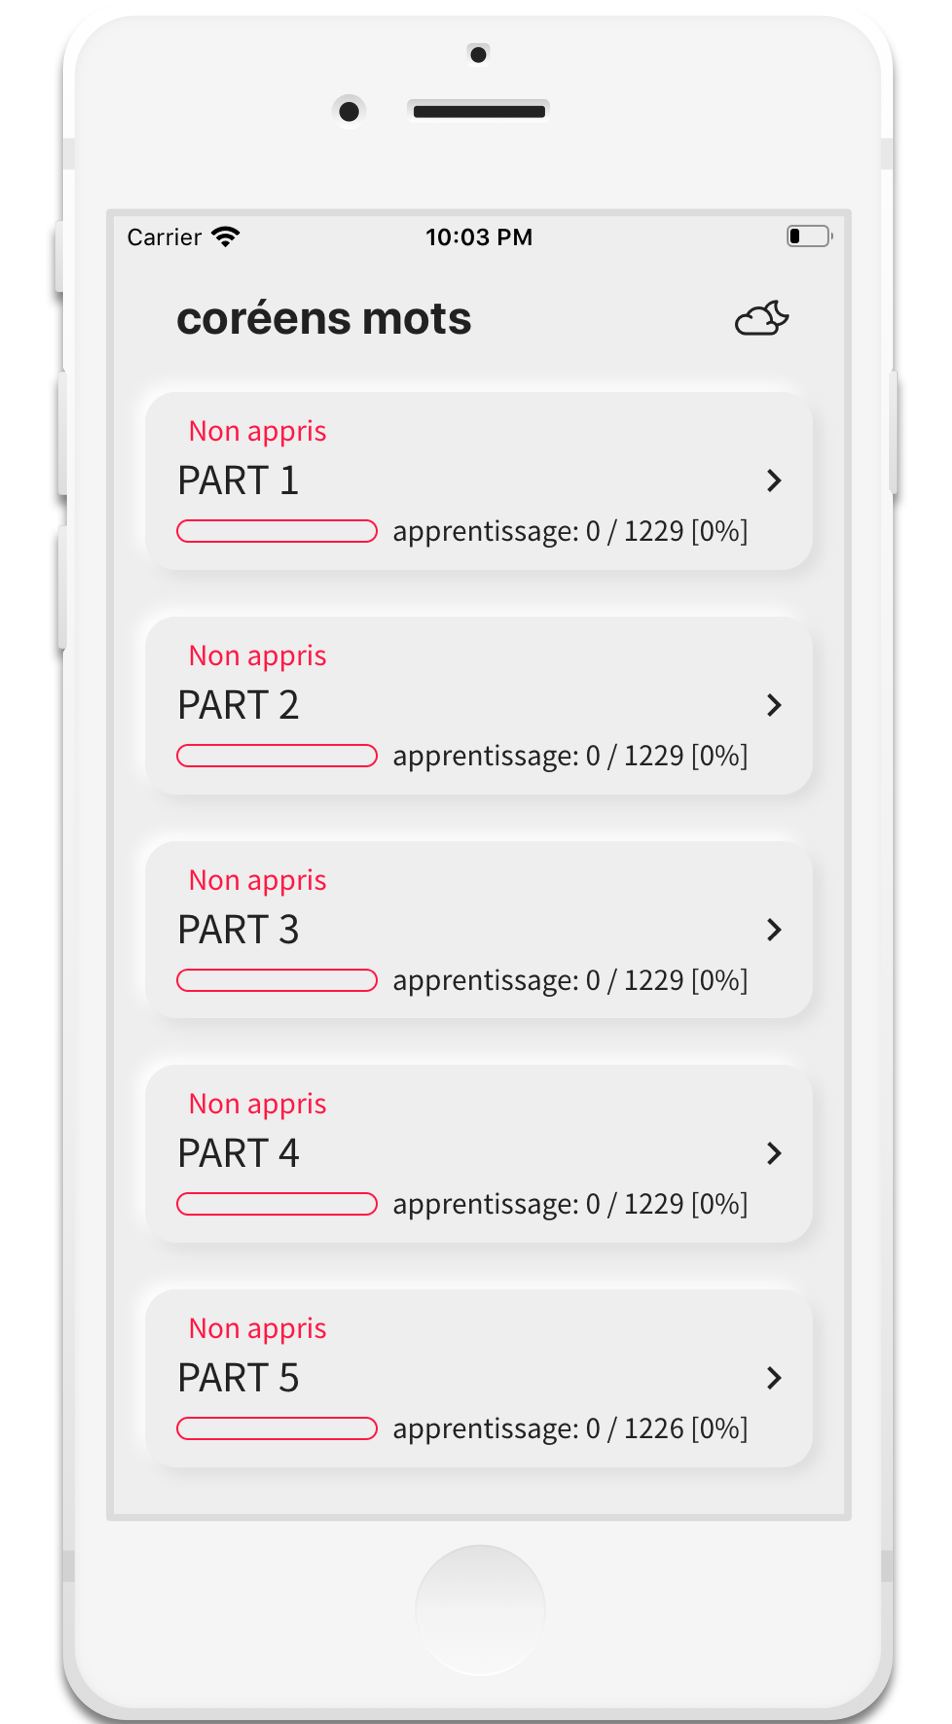 Carrier 10:03 PM
coréens mots
Non appris
PART 1
apprentissage: 0 / 1229 [0%]
Non appris
PART 2
apprentissage: 0 / 1229 [0%]
Non appris
PART 3
apprentissage: 0 / 1229 [0%]
Non appris
PART 4
apprentissage: 0 / 1229 [0%]
Non appris
PART 5
apprentissage: 0 / 1226 [0%]